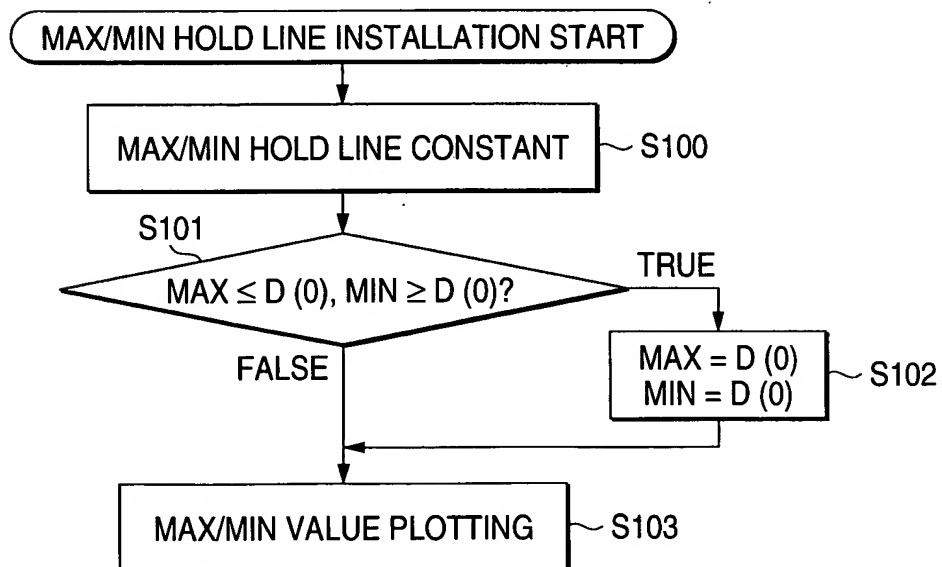 MAX/MIN HOLD LINE INSTALLATION START
MAX/MIN HOLD LINE CONSTANT
S100
S101
MAX ≤ D (0), MIN ≥ D (0)?
TRUE
FALSE
MAX = D (0)
MIN = D (0)
S102
MAX/MIN VALUE PLOTTING
S103